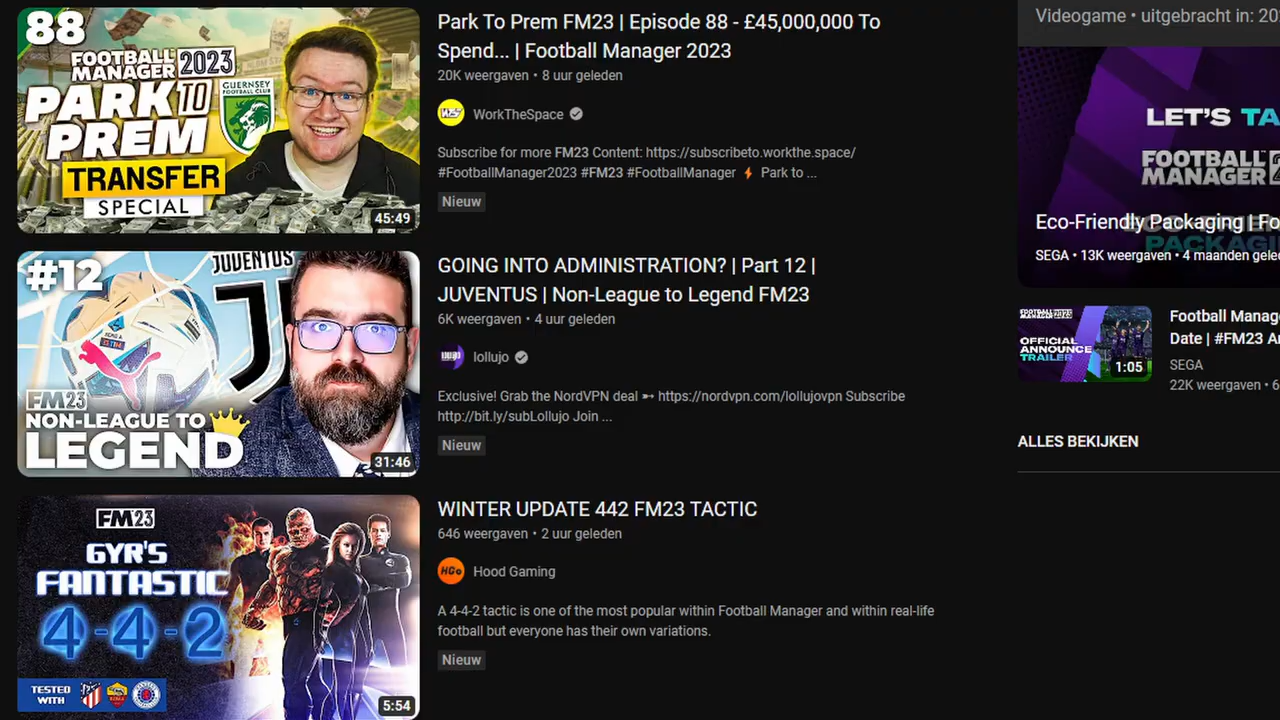 88
FOOTBALL
MANAGER 2023
PARK TO
PREM
GUERNSEY
FOOTBALL CLUB
TRANSFER
SPECIAL
45:49
Park To Prem FM23 | Episode 88 - £45,000,000 To
Spend... | Football Manager 2023
20K weergaven • 8 uur geleden
WorkTheSpace
Subscribe for more FM23 Content: https://subscribeto.workthe.space/
#FootballManager2023 #FM23 #FootballManager ⚡ Park to ...
Nieuw
#12
JUVENTUS
FM23
NON-LEAGUE TO
LEGEND
31:46
GOING INTO ADMINISTRATION? | Part 12 |
JUVENTUS | Non-League to Legend FM23
6K weergaven • 4 uur geleden
lollujo
Exclusive! Grab the NordVPN deal ➼ https://nordvpn.com/lollujovpn Subscribe
http://bit.ly/subLollujo Join ...
Nieuw
FM23
GYR'S
FANTASTIC
4-4-2
TESTED
WITH
5:54
WINTER UPDATE 442 FM23 TACTIC
646 weergaven • 2 uur geleden
HGo
Hood Gaming
A 4-4-2 tactic is one of the most popular within Football Manager and within real-life
football but everyone has their own variations.
Nieuw
Videogame • uitgebracht in: 20
LET'S TA
FOOTBALL
MANAGER 2
Eco-Friendly Packaging | Fo
PACKAGI
SEGA • 13K weergaven • 4 maanden gele
OFFICIAL
ANNOUNCE
TRAILER
1:05
Football Manag
Date | #FM23 A
SEGA
22K weergaven • 6
ALLES BEKIJKEN